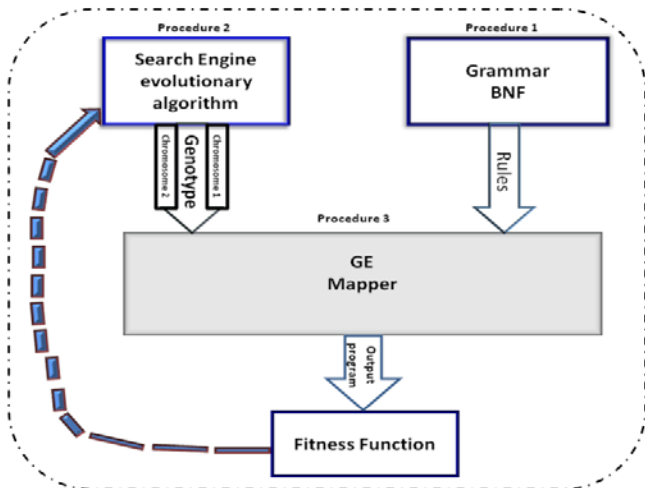 Procedure 2
Procedure 1
Search Engine
evolutionary
algorithm
Grammar
BNF
Chromosome 2
Genotype
Chromosome 1
Rules
Procedure 3
GE
Mapper
Output
program
Fitness Function